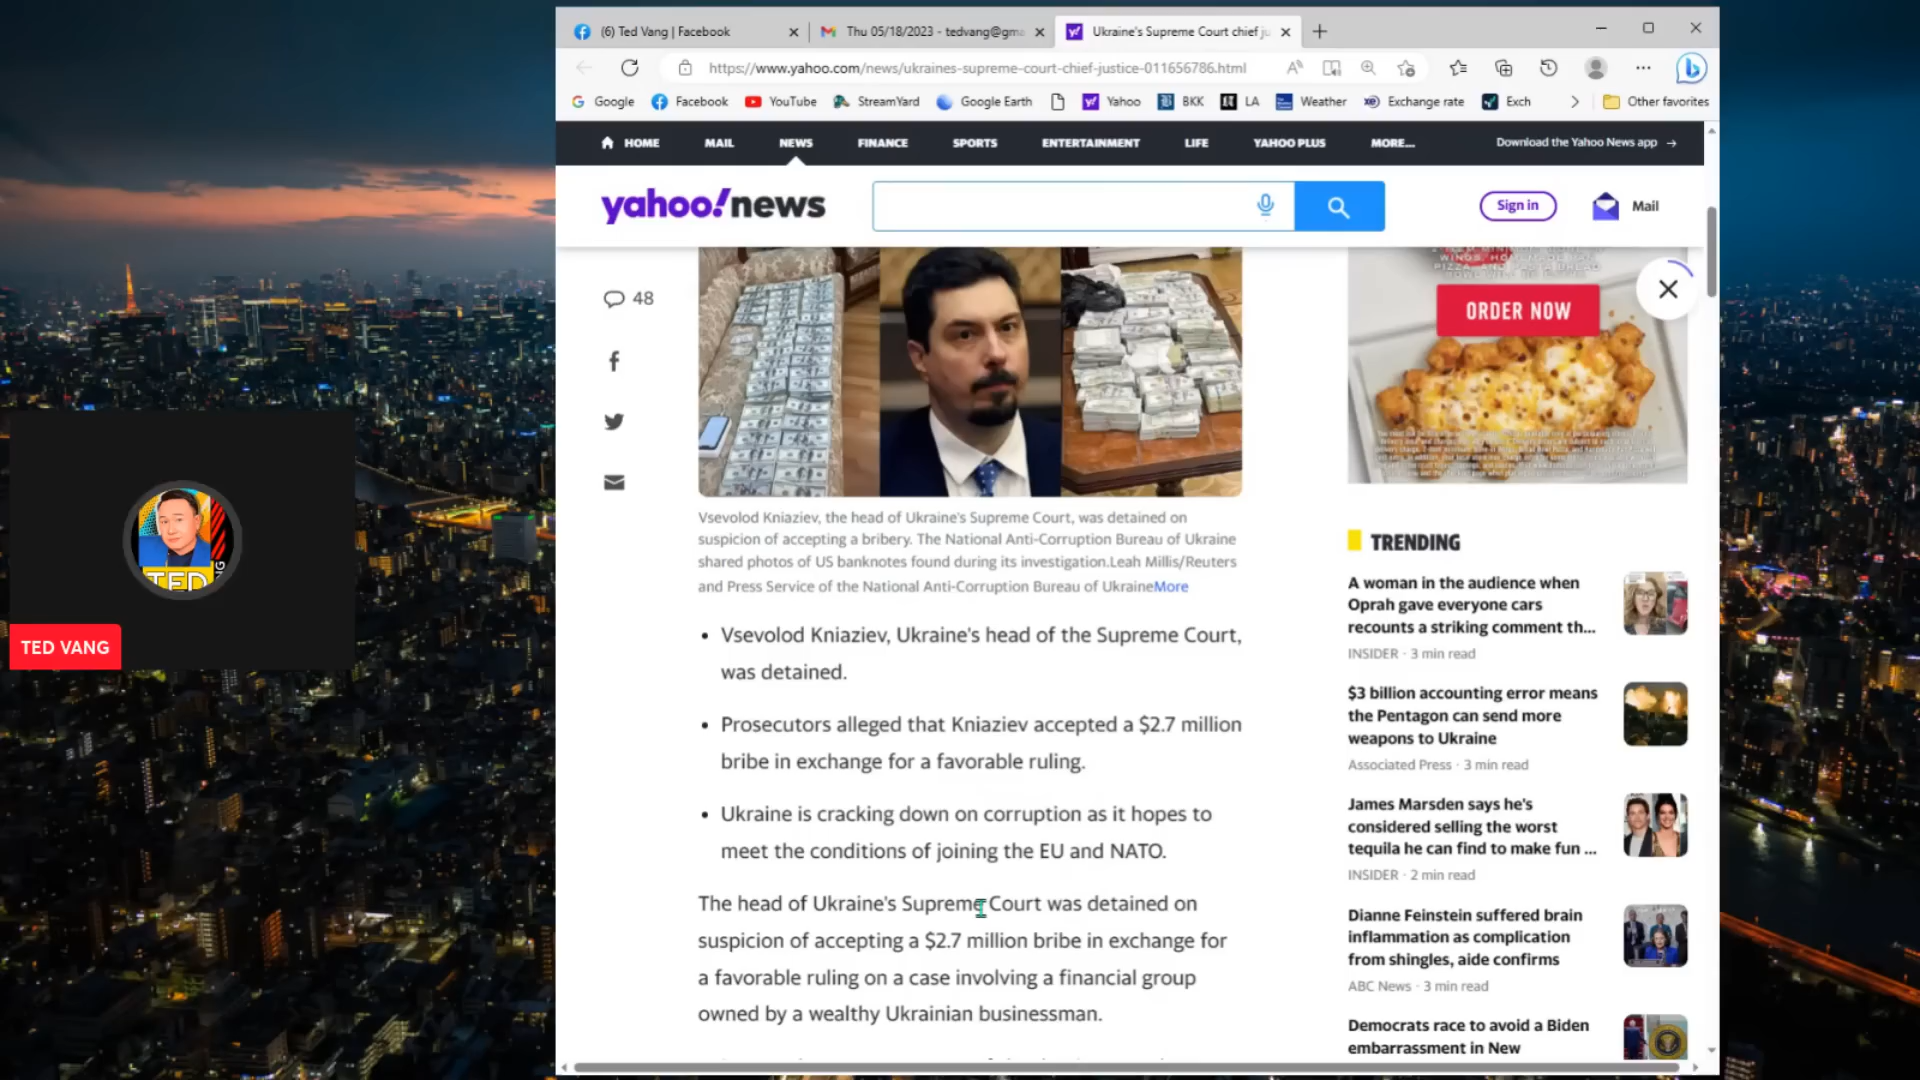 (6) Ted Vang | Facebook
Thu 05/18/2023 - tedvang@gma
Ukraine's Supreme Court chief ju
https://www.yahoo.com/news/ukraines-supreme-court-chief-justice-011656786.html
Google
Facebook
YouTube
StreamYard
Google Earth
Yahoo
BKK
LA
Weather
Exchange rate
Exch
Other favorites
HOME
MAIL
NEWS
FINANCE
SPORTS
ENTERTAINMENT
LIFE
YAHOO PLUS
MORE...
Download the Yahoo News app →
yahoo!news
Sign in
Mail
48
ORDER NOW
Vsevolod Kniaziev, the head of Ukraine's Supreme Court, was detained on
suspicion of accepting a bribery. The National Anti-Corruption Bureau of Ukraine
shared photos of US banknotes found during its investigation.Leah Millis/Reuters
and Press Service of the National Anti-Corruption Bureau of UkraineMore
• Vsevolod Kniaziev, Ukraine's head of the Supreme Court,
was detained.
• Prosecutors alleged that Kniaziev accepted a $2.7 million
bribe in exchange for a favorable ruling.
• Ukraine is cracking down on corruption as it hopes to
meet the conditions of joining the EU and NATO.
The head of Ukraine's Supreme Court was detained on
suspicion of accepting a $2.7 million bribe in exchange for
a favorable ruling on a case involving a financial group
owned by a wealthy Ukrainian businessman.
TRENDING
A woman in the audience when
Oprah gave everyone cars
recounts a striking comment th...
INSIDER · 3 min read
$3 billion accounting error means
the Pentagon can send more
weapons to Ukraine
Associated Press · 3 min read
James Marsden says he's
considered selling the worst
tequila he can find to make fun ...
INSIDER · 2 min read
Dianne Feinstein suffered brain
inflammation as complication
from shingles, aide confirms
ABC News · 3 min read
Democrats race to avoid a Biden
embarrassment in New
TED
TED VANG